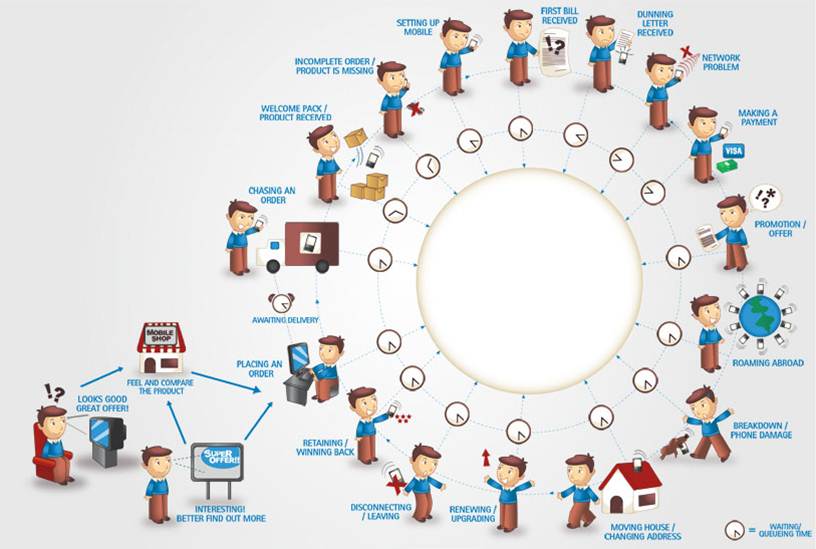 FIRST BILL
RECEIVED
DUNNING
LETTER
RECEIVED
SETTING UP
MOBILE
!?
NETWORK
PROBLEM
INCOMPLETE ORDER /
PRODUCT IS MISSING
WELCOME PACK /
PRODUCT RECEIVED
MAKING A
PAYMENT
VISA
CHASING AN
ORDER
!*
?
PROMOTION /
OFFER
AWAITING DELIVERY
ROAMING ABROAD
MOBILE
SHOP
FEEL AND COMPARE
THE PRODUCT
PLACING AN
ORDER
!?
LOOKS GOOD
GREAT OFFER!
BREAKDOWN /
PHONE DAMAGE
RETAINING /
WINNING BACK
SUPER
OFFER!!
INTERESTING!
BETTER FIND OUT MORE
DISCONNECTING
/ LEAVING
RENEWING /
UPGRADING
MOVING HOUSE /
CHANGING ADDRESS
= WAITING/
QUEUEING TIME